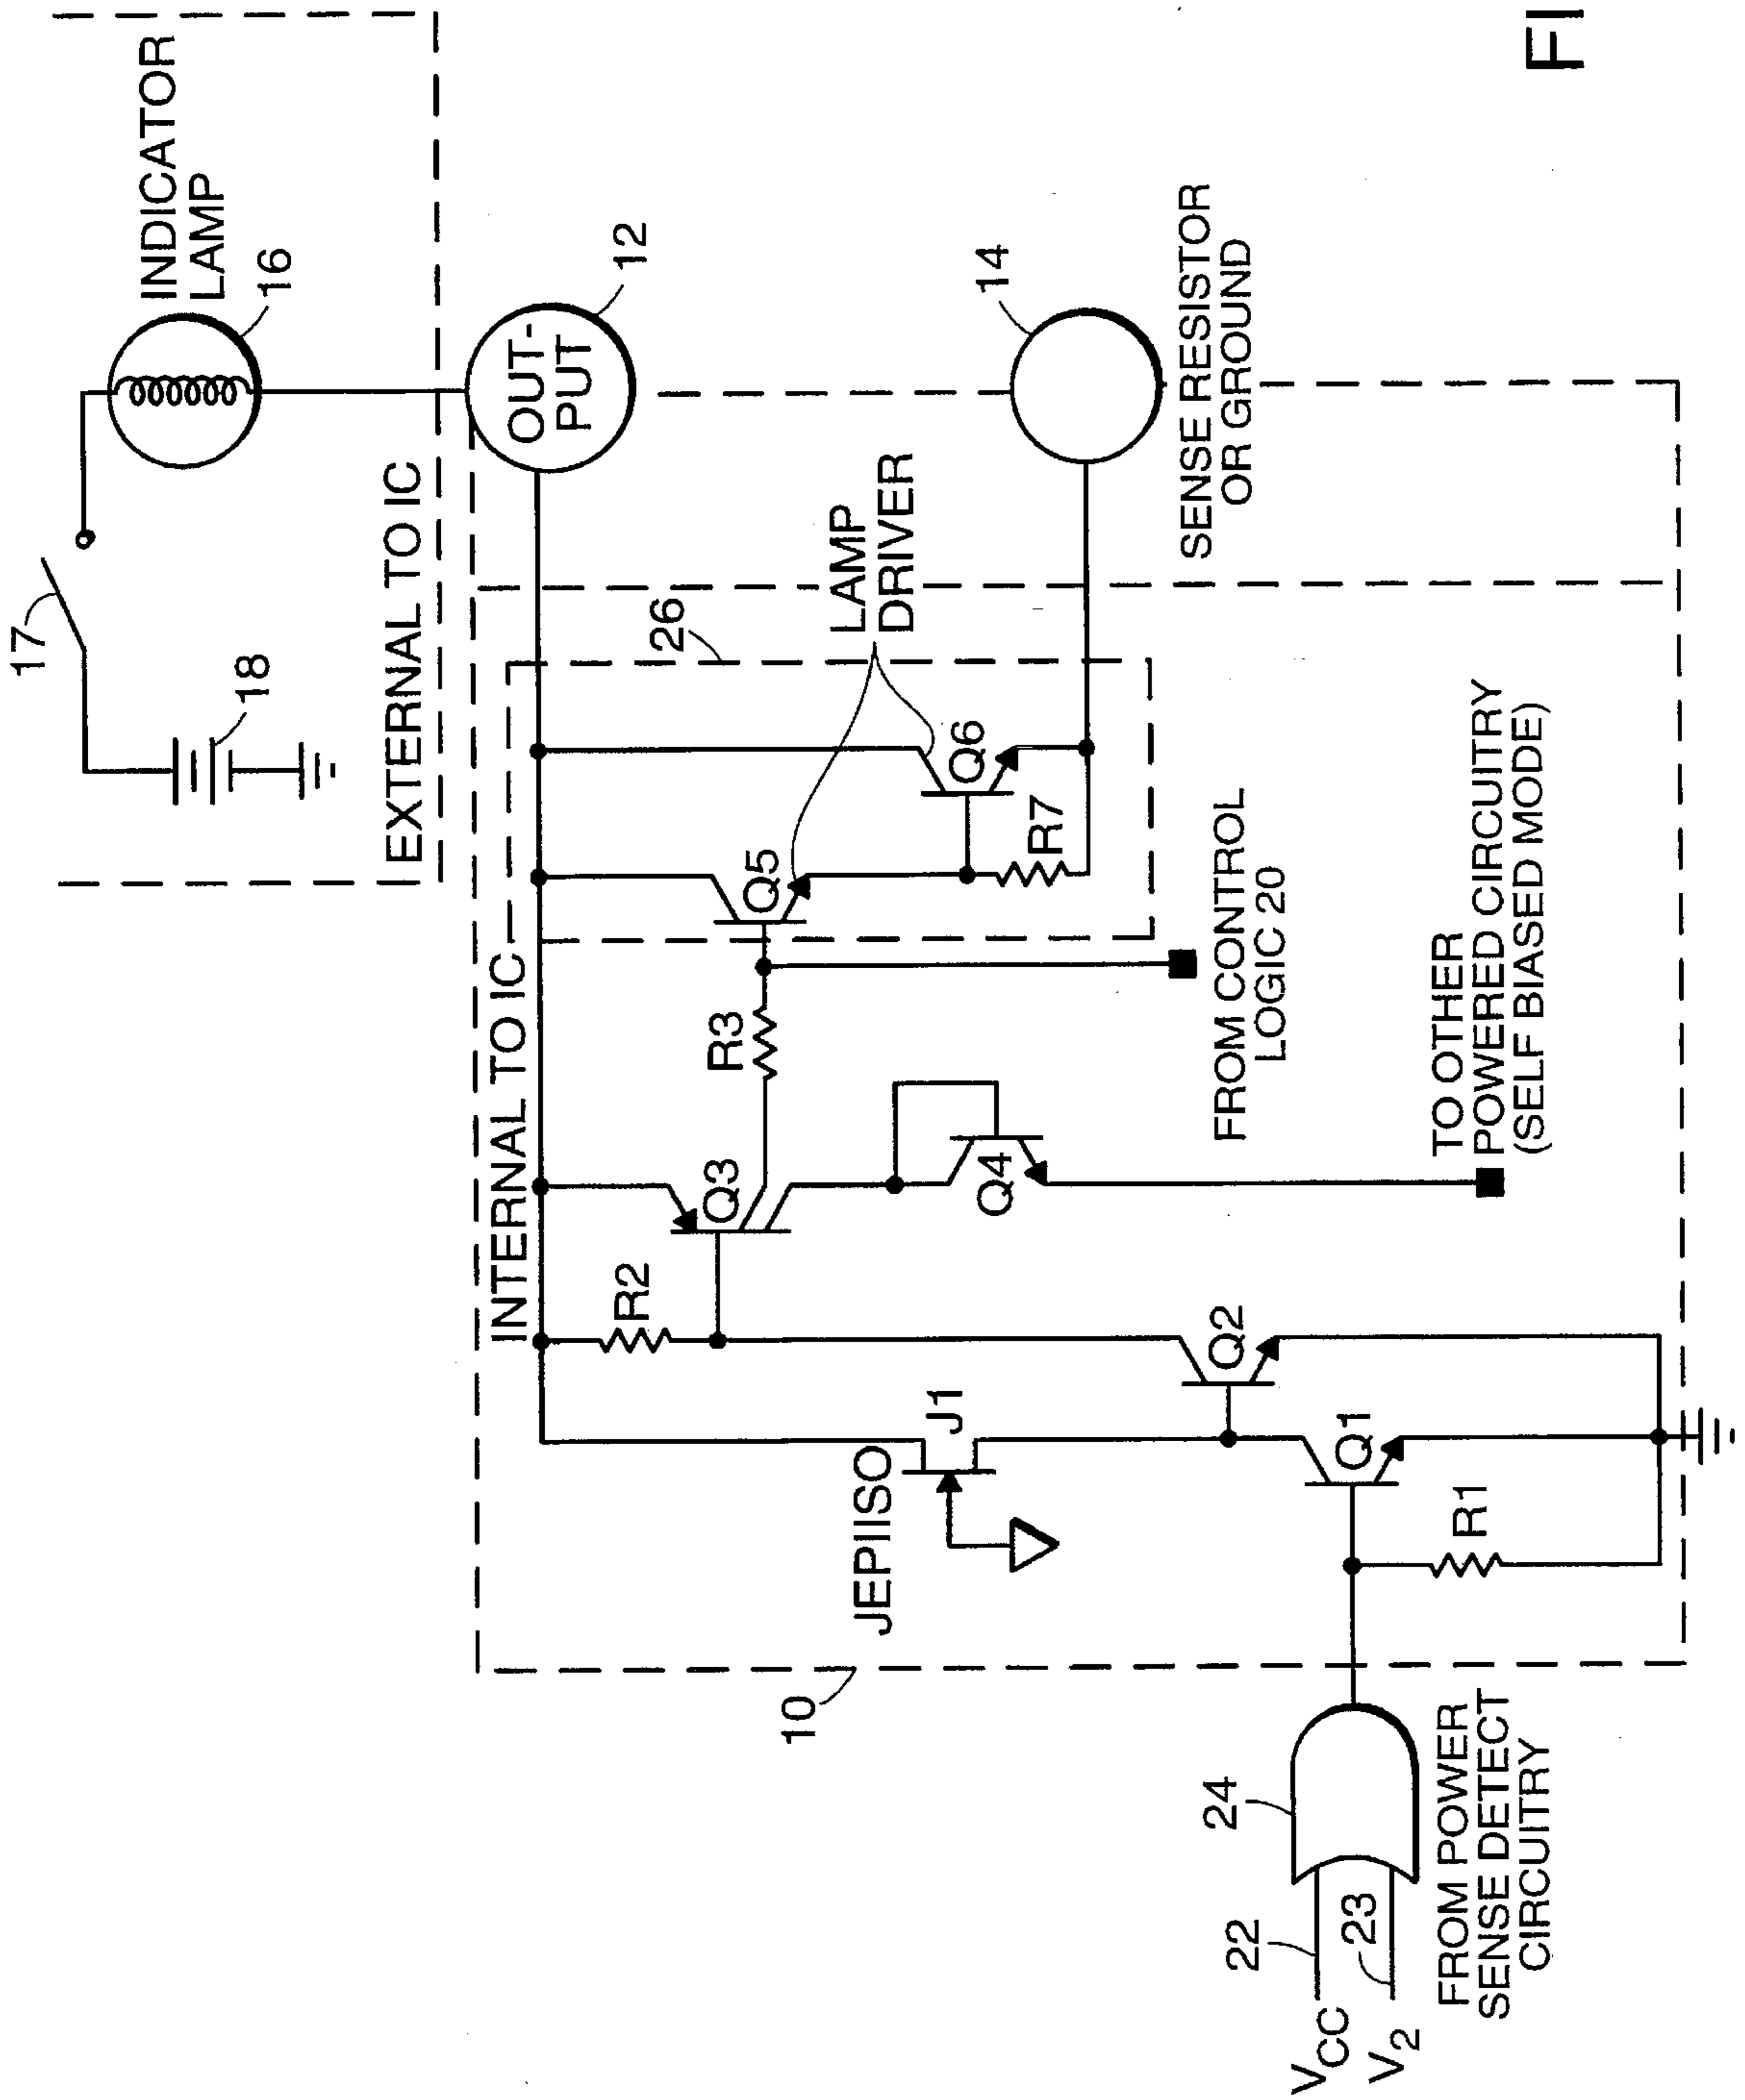 17
18
INDICATOR
LAMP
16
EXTERNAL TO IC
OUT-
PUT
12
INTERNAL TO IC
26
LAMP
DRIVER
14
SENSE RESISTOR
OR GROUND
R2
Q3
R3
Q5
Q6
R7
Q4
FROM CONTROL
LOGIC 20
JEPIISO
J1
Q2
Q1
R1
TO OTHER
POWERED CIRCUITRY
(SELF BIASED MODE)
10
24
22
23
VCC
V2
FROM POWER
SENSE DETECT
CIRCUITRY
FI